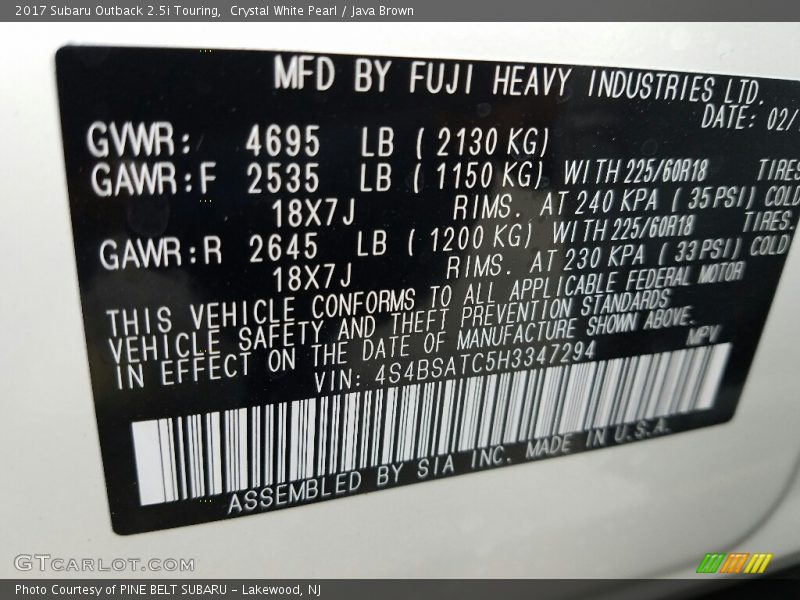 2017 Subaru Outback 2.5i Touring,  Crystal White Pearl / Java Brown
MFD BY FUJI HEAVY INDUSTRIES LTD.
DATE: 02/
GVWR: 4695 LB ( 2130 KG)
GAWR:F 2535 LB ( 1150 KG) WITH 225/60R18 TIRES
18X7J RIMS. AT 240 KPA ( 35 PSI) COLD
GAWR:R 2645 LB ( 1200 KG) WITH 225/60R18 TIRES.
18X7J RIMS. AT 230 KPA ( 33 PSI) COLD
THIS VEHICLE CONFORMS TO ALL APPLICABLE FEDERAL MOTOR
VEHICLE SAFETY AND THEFT PREVENTION STANDARDS
IN EFFECT ON THE DATE OF MANUFACTURE SHOWN ABOVE.
VIN: 4S4BSATC5H3347294 MPV
ASSEMBLED BY SIA INC. MADE IN U.S.A.
GTCARLOT.COM
Photo Courtesy of PINE BELT SUBARU - Lakewood, NJ